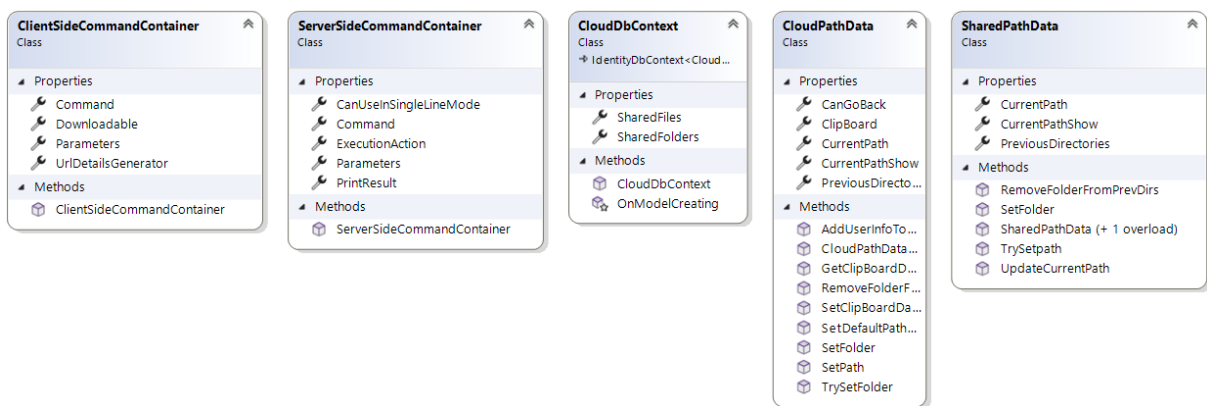 ClientSideCommandContainer
Class
Properties
Command
Downloadable
Parameters
UrlDetailsGenerator
Methods
ClientSideCommandContainer
ServerSideCommandContainer
Class
Properties
CanUseInSingleLineMode
Command
ExecutionAction
Parameters
PrintResult
Methods
ServerSideCommandContainer
CloudDbContext
Class
IdentityDbContext<Cloud...
Properties
SharedFiles
SharedFolders
Methods
CloudDbContext
OnModelCreating
CloudPathData
Class
Properties
CanGoBack
ClipBoard
CurrentPath
CurrentPathShow
PreviousDirecto...
Methods
AddUserInfoTo...
CloudPathData...
GetClipBoardD...
RemoveFolderF...
SetClipBoardDa...
SetDefaultPath...
SetFolder
SetPath
TrySetFolder
SharedPathData
Class
Properties
CurrentPath
CurrentPathShow
PreviousDirectories
Methods
RemoveFolderFromPrevDirs
SetFolder
SharedPathData (+ 1 overload)
TrySetpath
UpdateCurrentPath